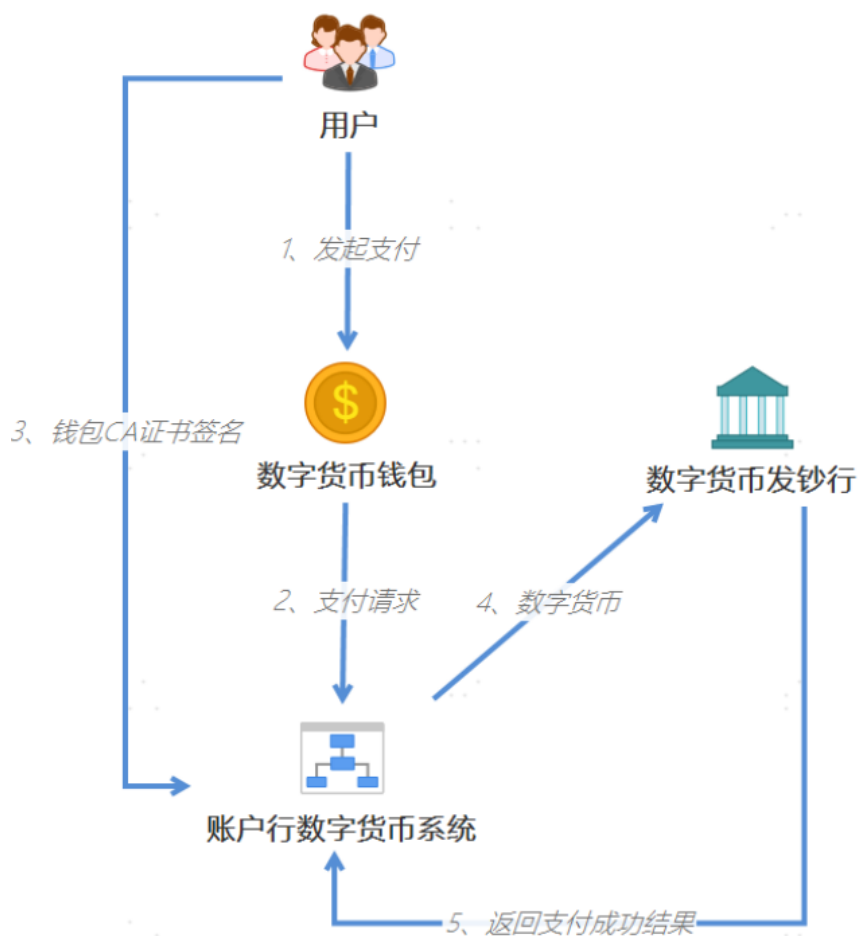 用户
1、发起支付
$
3、钱包CA证书签名
数字货币钱包
数字货币发钞行
2、支付请求
4、数字货币
账户行数字货币系统
5、返回支付成功结果